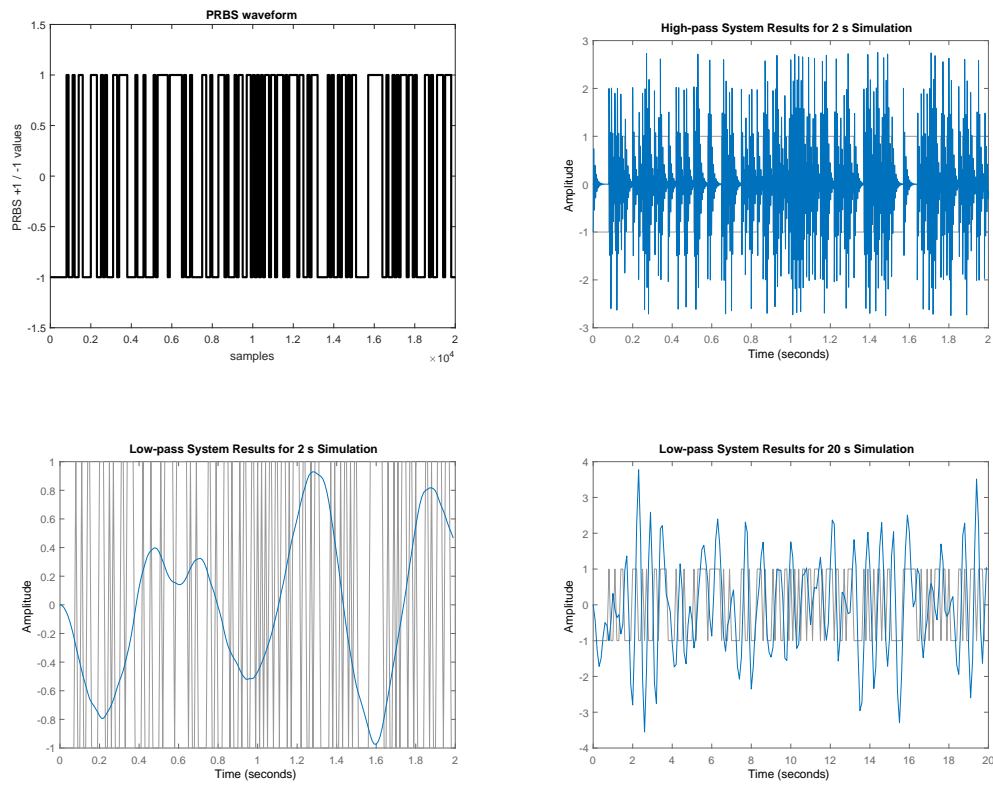 PRBS waveform
1.5
1
0.5
0
-0.5
-1
-1.5
PRBS +1 / -1 values
0 0.2 0.4 0.6 0.8 1 1.2 1.4 1.6 1.8 2
samples
×10^4
High-pass System Results for 2 s Simulation
3
2
1
0
-1
-2
-3
Amplitude
0 0.2 0.4 0.6 0.8 1 1.2 1.4 1.6 1.8 2
Time (seconds)
Low-pass System Results for 2 s Simulation
1
0.8
0.6
0.4
0.2
0
-0.2
-0.4
-0.6
-0.8
-1
Amplitude
0 0.2 0.4 0.6 0.8 1 1.2 1.4 1.6 1.8 2
Time (seconds)
Low-pass System Results for 20 s Simulation
4
3
2
1
0
-1
-2
-3
-4
Amplitude
0 2 4 6 8 10 12 14 16 18 20
Time (seconds)